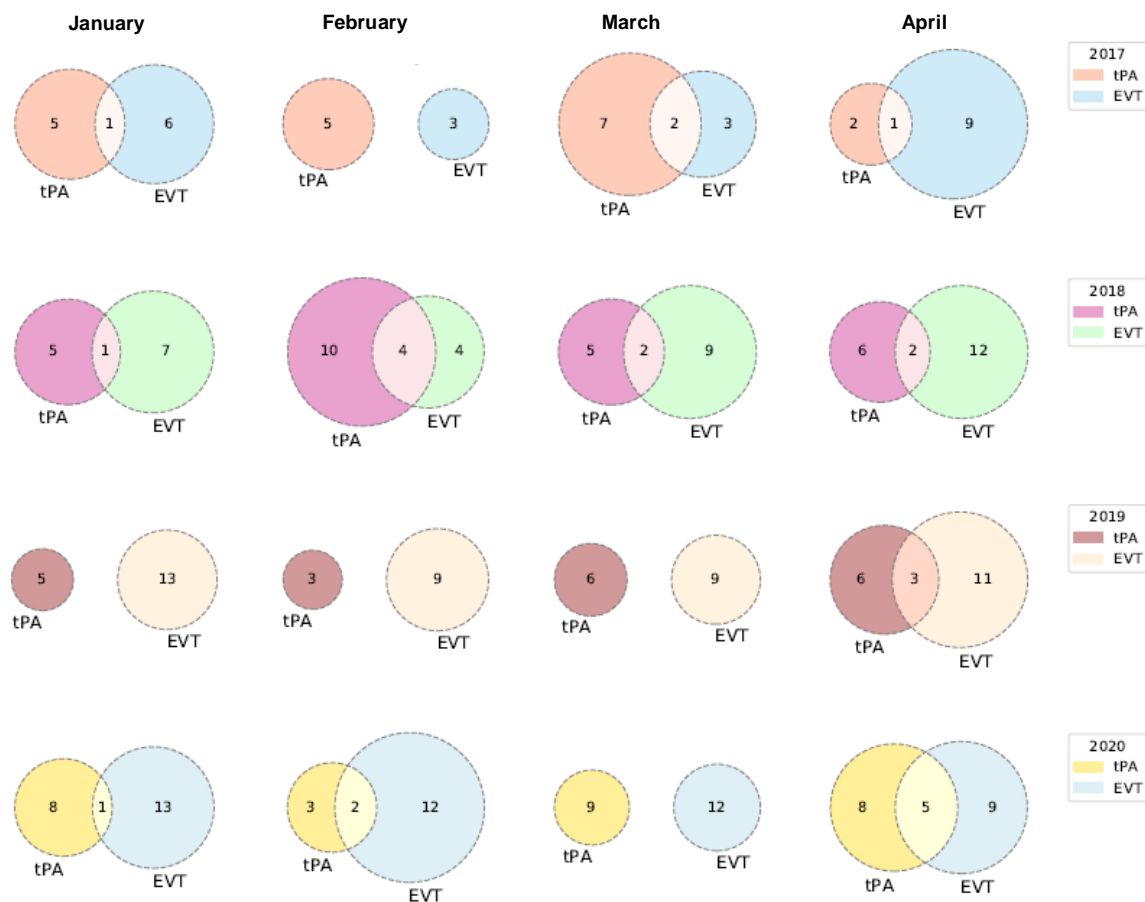 January February March April
5 1 6 5 3 7 2 3 2 1 9
tPA EVT tPA EVT tPA EVT tPA EVT
2017
tPA
EVT
5 1 7 10 4 4 5 2 9 6 2 12
tPA EVT tPA EVT tPA EVT tPA EVT
2018
tPA
EVT
5 13 3 9 6 9 6 3 11
tPA EVT tPA EVT tPA EVT tPA EVT
2019
tPA
EVT
8 1 13 3 2 12 9 12 8 5 9
tPA EVT tPA EVT tPA EVT tPA EVT
2020
tPA
EVT